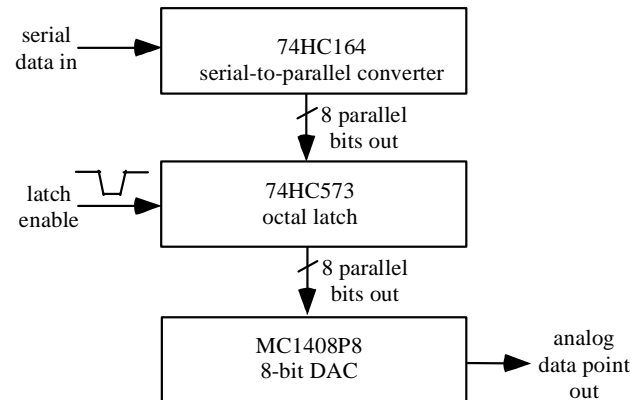 serial
data in
74HC164
serial-to-parallel converter
8 parallel
bits out
latch
enable
74HC573
octal latch
8 parallel
bits out
MC1408P8
8-bit DAC
analog
data point
out